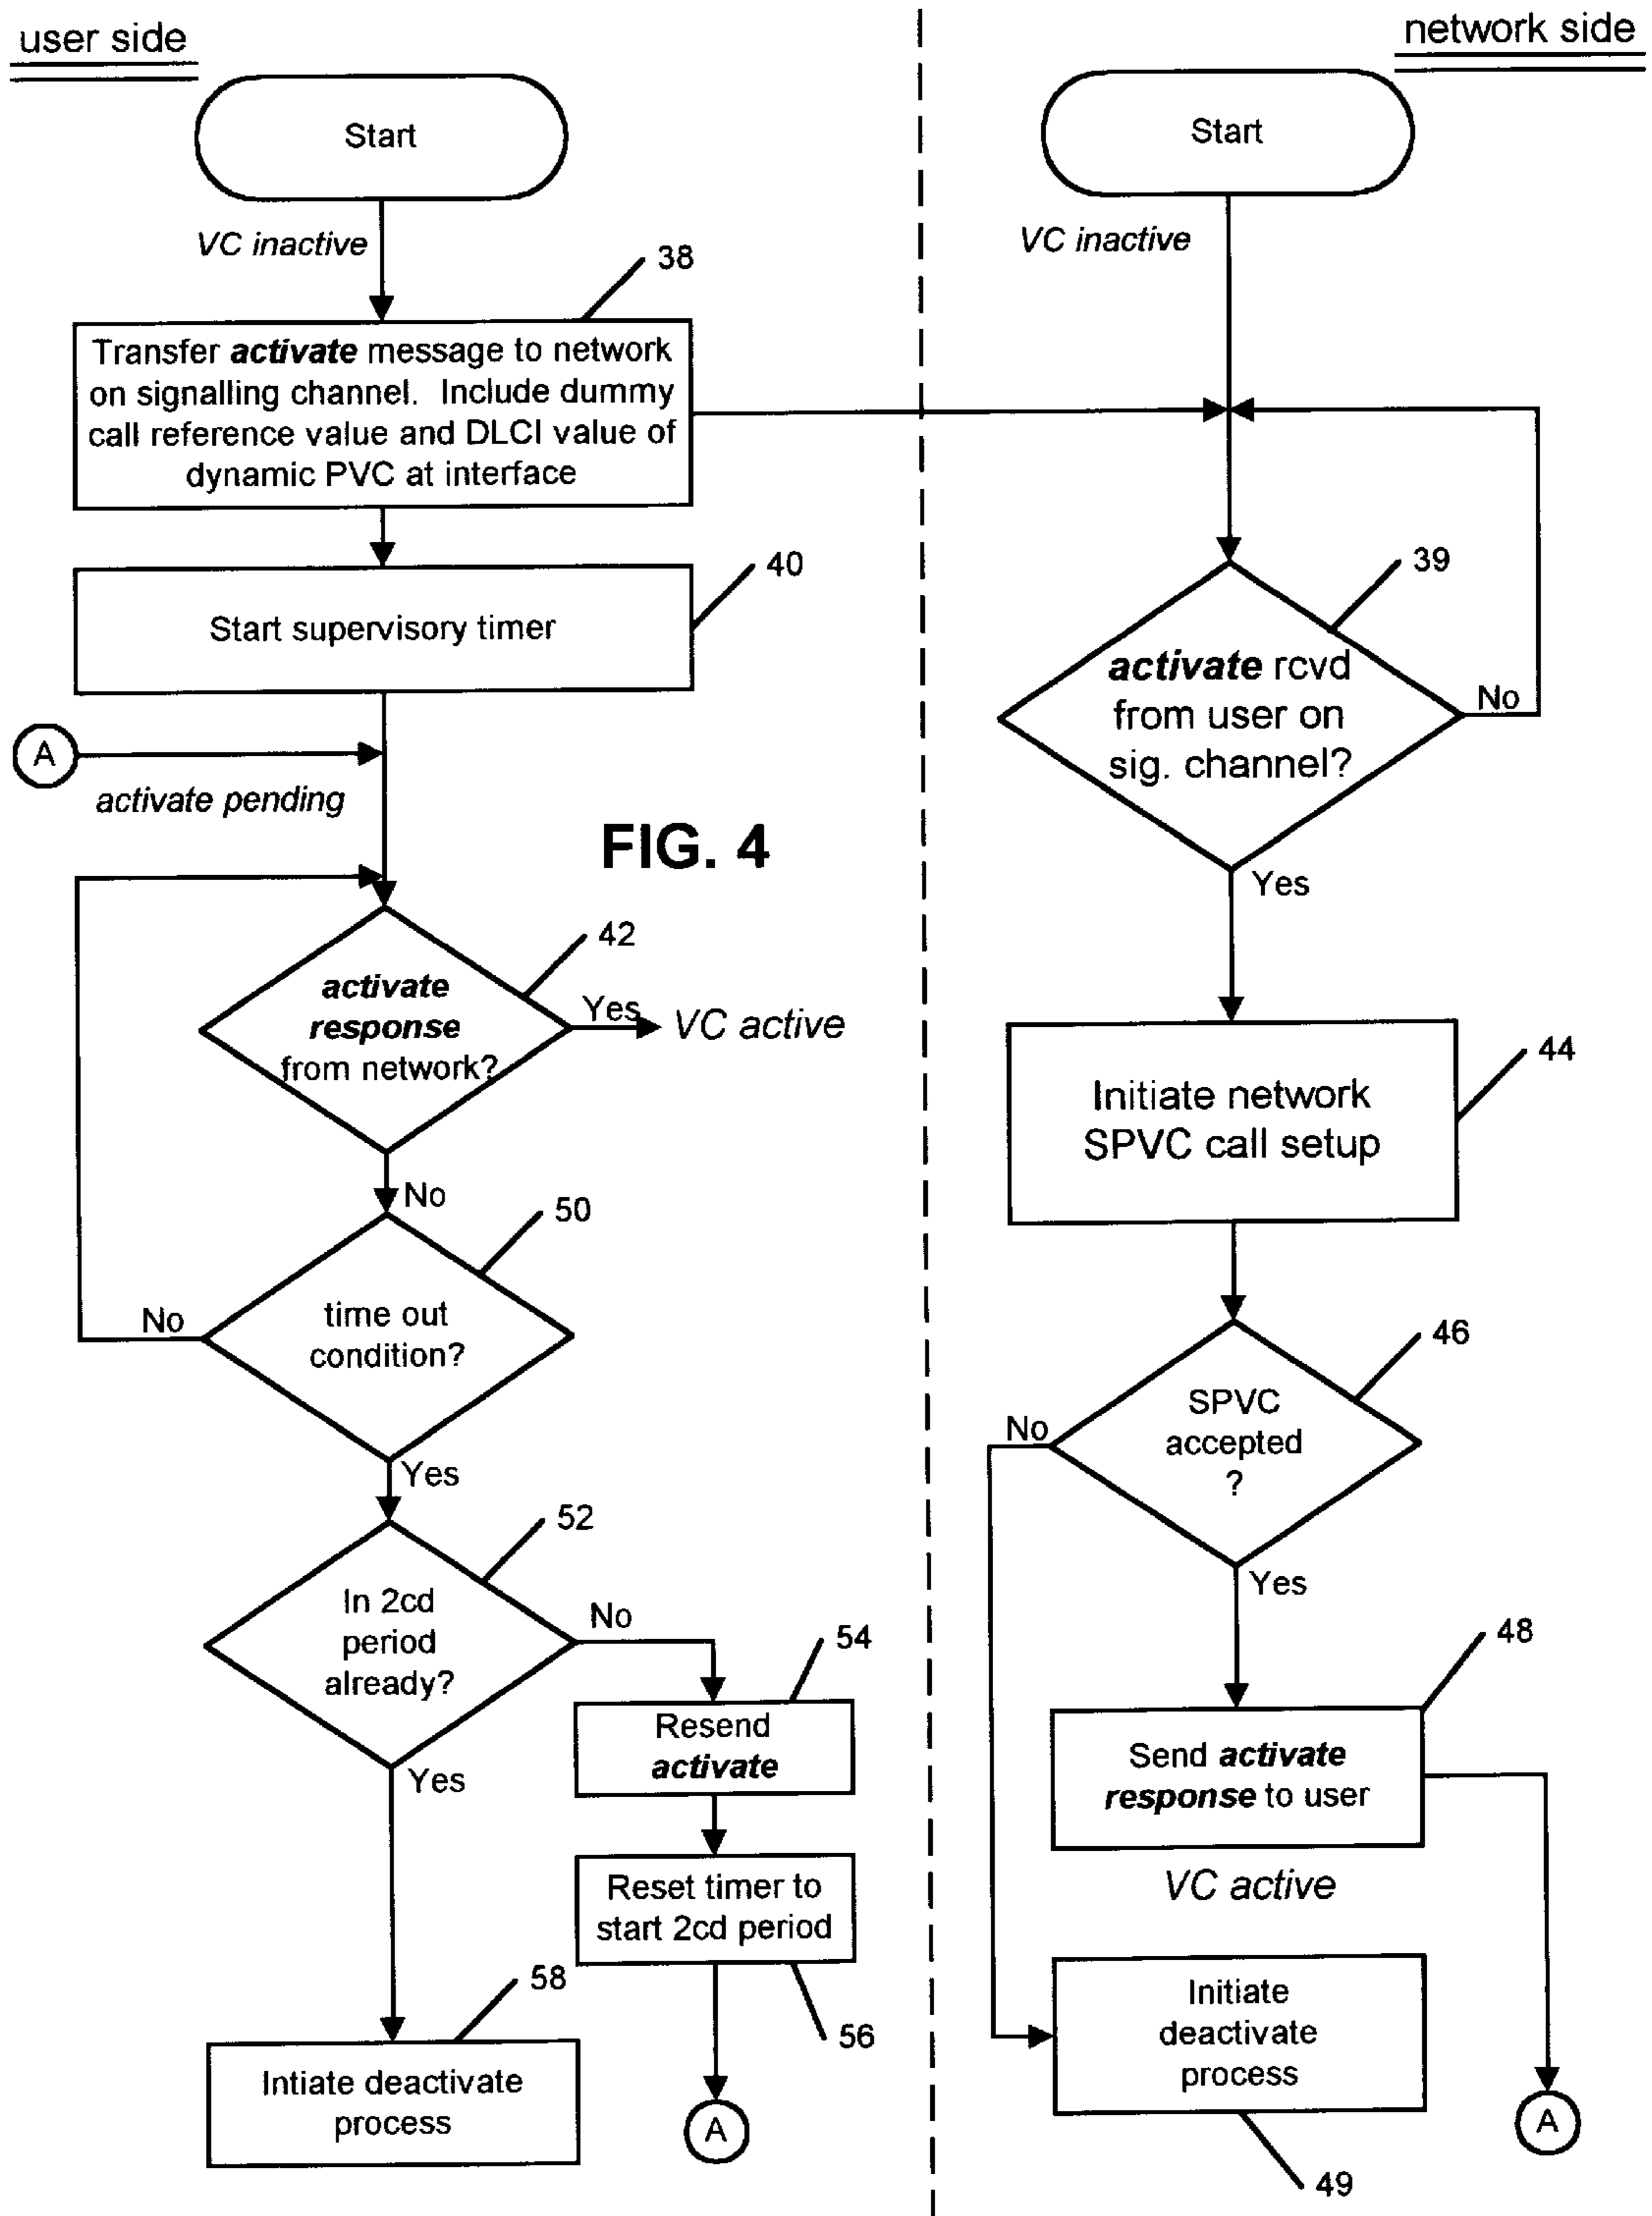 user side
Start
VC inactive
38
Transfer activate message to network
on signalling channel. Include dummy
call reference value and DLCI value of
dynamic PVC at interface
40
Start supervisory timer
A
activate pending
FIG. 4
42
activate
response
from network?
Yes
VC active
No
50
time out
condition?
No
Yes
52
In 2cd
period
already?
No
54
Resend
activate
Yes
Reset timer to
start 2cd period
58
56
Intiate deactivate
process
A
network side
Start
VC inactive
39
activate rcvd
from user on
sig. channel?
No
Yes
44
Initiate network
SPVC call setup
46
SPVC
accepted
?
No
Yes
48
Send activate
response to user
VC active
Initiate
deactivate
process
A
49